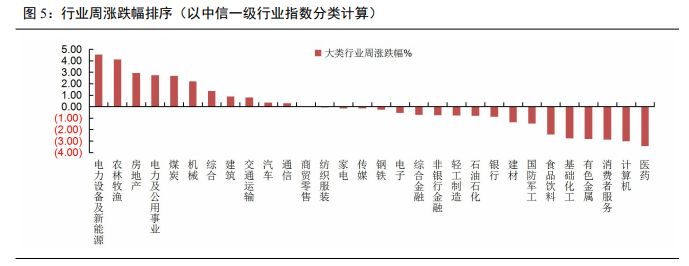 图 5：行业周涨跌幅排序（以中信一级行业指数分类计算）
大类行业周涨跌幅%
5.00
4.00
3.00
2.00
1.00
0.00
(1.00)
(2.00)
(3.00)
(4.00)
电力设备及新能源
农林牧渔
房地产
电力及公用事业
煤炭
机械
综合
建筑
交通运输
汽车
通信
商贸零售
纺织服装
家电
传媒
钢铁
电子
综合金融
非银行金融
轻工制造
石油石化
银行
建材
国防军工
食品饮料
基础化工
有色金属
消费者服务
计算机
医药